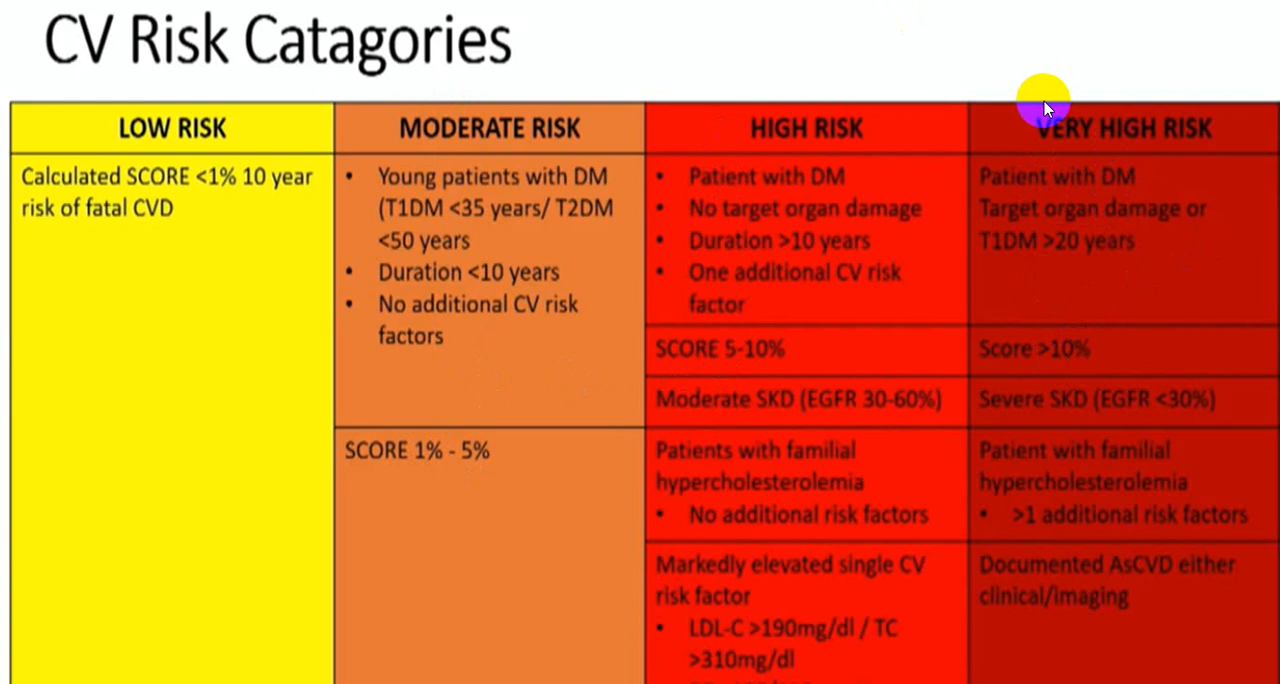 CV Risk Catagories
LOW RISK
MODERATE RISK
HIGH RISK
VERY HIGH RISK
Calculated SCORE <1% 10 year
risk of fatal CVD
• Young patients with DM
(T1DM <35 years/ T2DM
<50 years
• Duration <10 years
• No additional CV risk
factors
SCORE 1% - 5%
• Patient with DM
• No target organ damage
• Duration >10 years
• One additional CV risk
factor
SCORE 5-10%
Moderate SKD (EGFR 30-60%)
Patients with familial
hypercholesterolemia
• No additional risk factors
Markedly elevated single CV
risk factor
• LDL-C >190mg/dl / TC
>310mg/dl
Patient with DM
Target organ damage or
T1DM >20 years
Score >10%
Severe SKD (EGFR <30%)
Patient with familial
hypercholesterolemia
• >1 additional risk factors
Documented AsCVD either
clinical/imaging